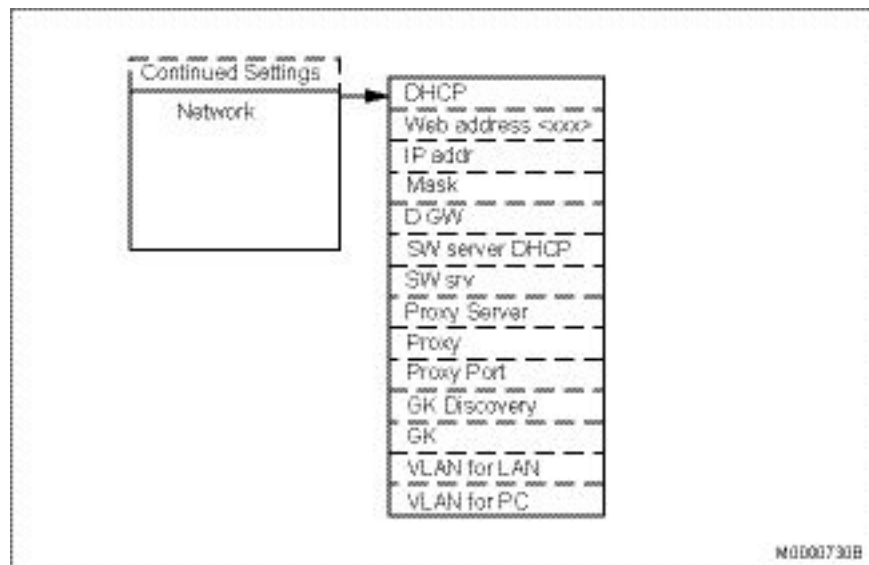 Continued Settings
Network
DHCP
Web address <xxx>
IP addr
Mask
D GW
SW server DHCP
SW srv
Proxy Server
Proxy
Proxy Port
GK Discovery
GK
VLAN for LAN
VLAN for PC
M0000730B